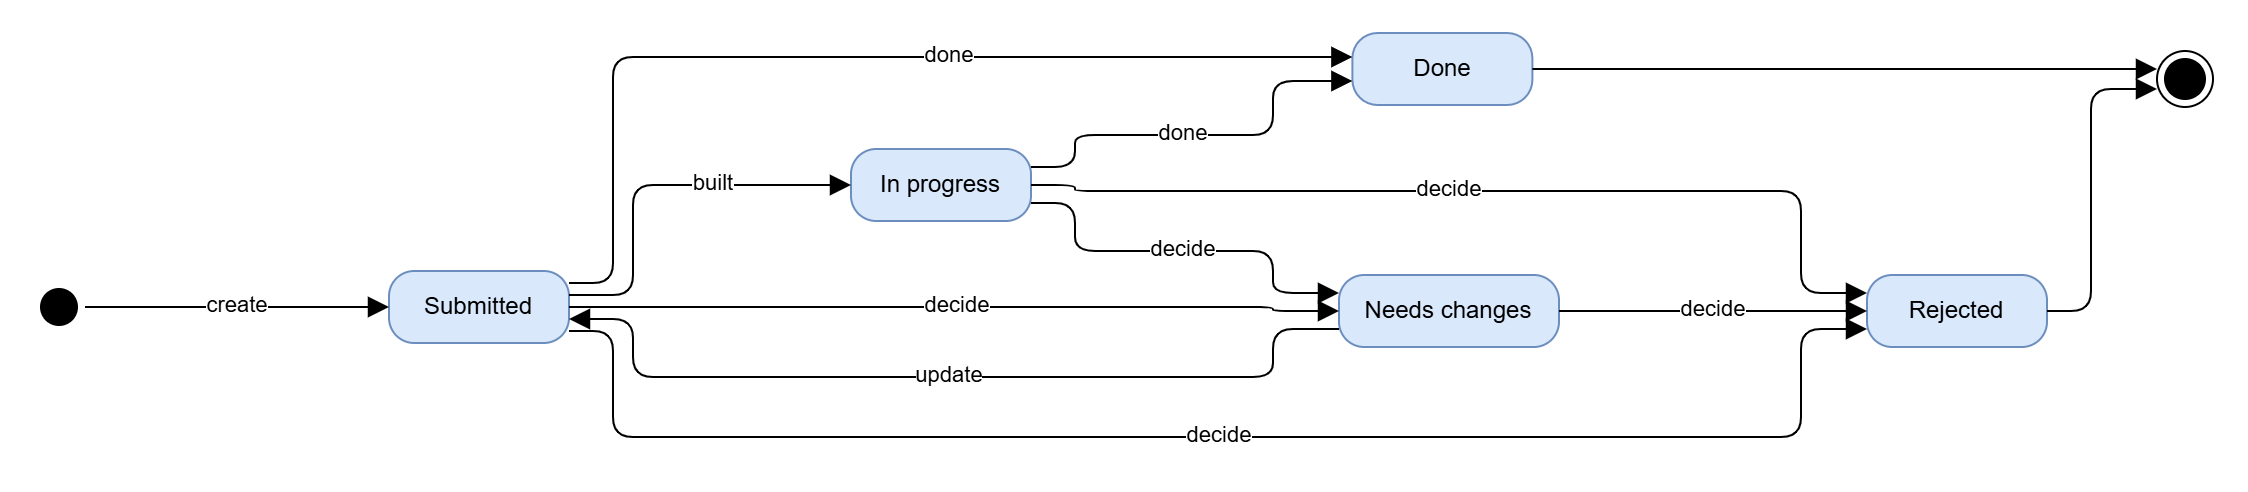 done
Done
done
built
In progress
decide
decide
create
Submitted
decide
Needs changes
decide
Rejected
update
decide